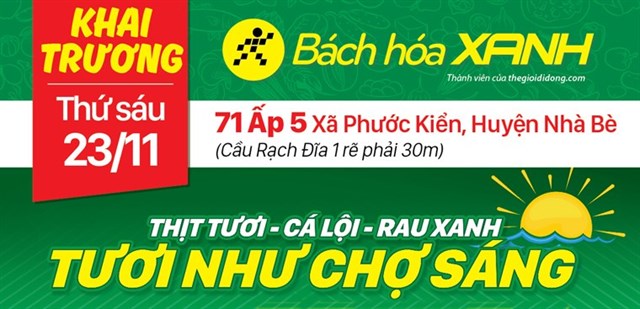 KHAI
TRƯƠNG
Thứ sáu
23/11
Bách hóa XANH
Thành viên của thegioididong.com
71 Ấp 5 Xã Phước Kiển, Huyện Nhà Bè
(Cầu Rạch Đĩa 1 rẽ phải 30m)
THỊT TƯƠI - CÁ LỘI - RAU XANH
TƯƠI NHƯ CHỢ SÁNG